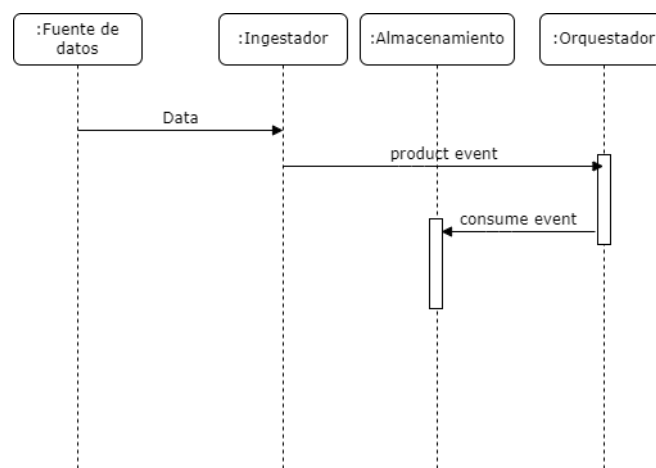 :Fuente de
datos
:Ingestador
:Almacenamiento
:Orquestador
Data
product event
consume event